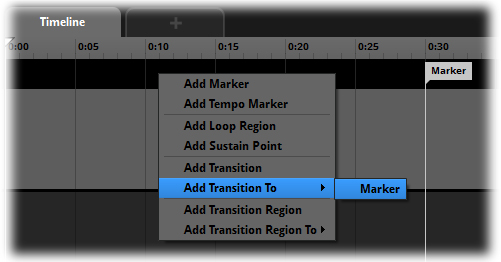 Timeline
+
0:00 0:05 0:10 0:15 0:20 0:25 0:30
Marker
Add Marker
Add Tempo Marker
Add Loop Region
Add Sustain Point
Add Transition
Add Transition To Marker
Add Transition Region
Add Transition Region To